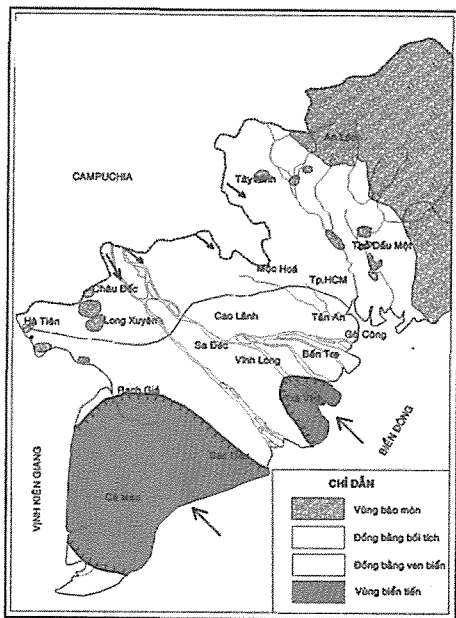 An Lộc
CAMPUCHIA
Tây Ninh
Thủ Dầu Một
Mộc Hoá
Tp.HCM
Châu Đốc
Cao Lãnh
Tân An
Hà Tiên
Long Xuyên
Gò Công
Sa Đéc
Bến Tre
Vĩnh Long
Rạch Giá
BIỂN ĐÔNG
VỊNH KIÊN GIANG
Cà Mau
CHỈ DẪN
Vùng bào mòn
Đồng bằng bồi tích
Đồng bằng ven biển
Vùng biển tiến